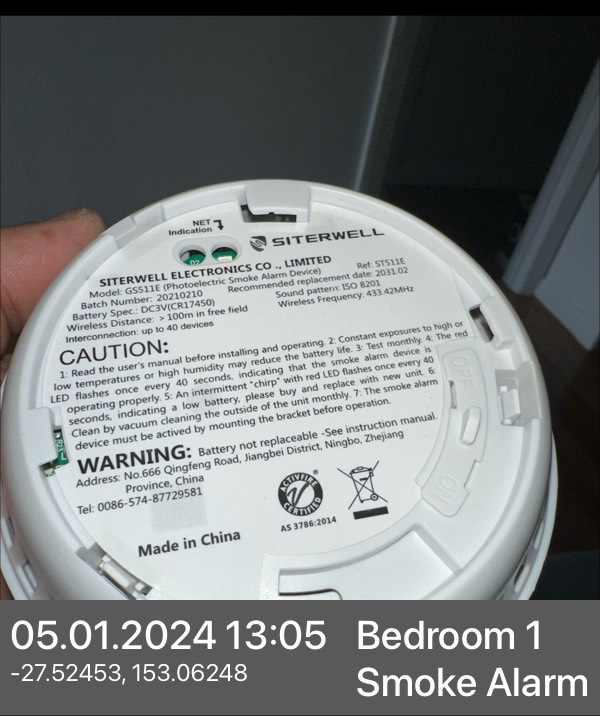 NET
Indication
SITERWELL
SITERWELL ELECTRONICS CO ., LIMITED
Model: GS511E (Photoelectric Smoke Alarm Device) Ref: ST511E
Batch Number: 20210210 Recommended replacement date: 2031.02
Battery Spec.: DC3V(CR17450) Sound pattern: ISO 8201
Wireless Distance: > 100m in free field Wireless Frequency: 433.42MHz
Interconnection: up to 40 devices
CAUTION:
1: Read the user's manual before installing and operating. 2: Constant exposures to high or
low temperatures or high humidity may reduce the battery life. 3: Test monthly. 4: The red
LED flashes once every 40 seconds, indicating that the smoke alarm device is
operating properly. 5: An intermittent "chirp" with red LED flashes once every 40
seconds, indicating a low battery, please buy and replace with new unit. 6:
Clean by vacuum cleaning the outside of the unit monthly. 7: The smoke alarm
device must be actived by mounting the bracket before operation.
WARNING: Battery not replaceable -See instruction manual.
Address: No.666 Qingfeng Road, Jiangbei District, Ningbo, Zhejiang
Province, China
Tel: 0086-574-87729581
ACTIVFIRE
CERTIFIED
AS 3786:2014
Made in China
OFF
ON
05.01.2024 13:05
-27.52453, 153.06248
Bedroom 1
Smoke Alarm